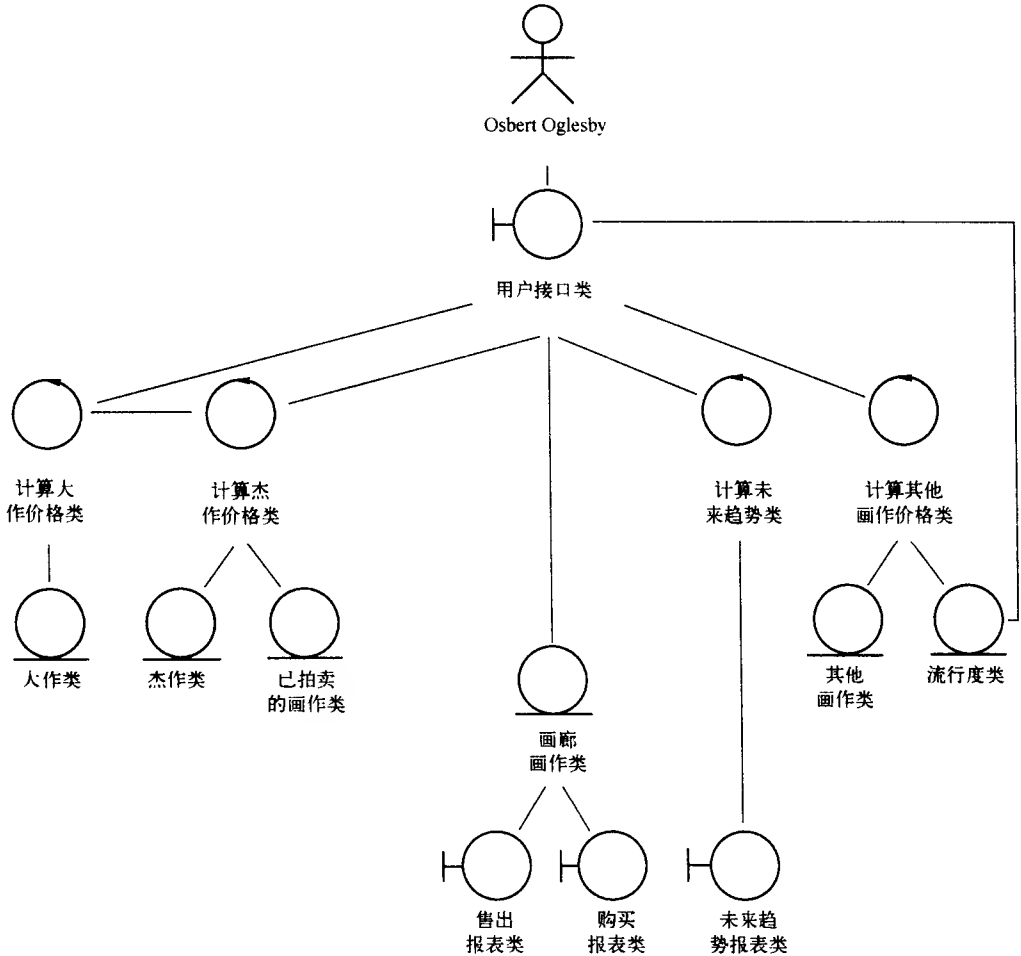 Osbert Oglesby
用户接口类
计算大
作价格类
计算杰
作价格类
计算未
来趋势类
计算其他
画作价格类
大作类
杰作类
已拍卖
的画作类
其他
画作类
流行度类
画廊
画作类
售出
报表类
购买
报表类
未来趋
势报表类